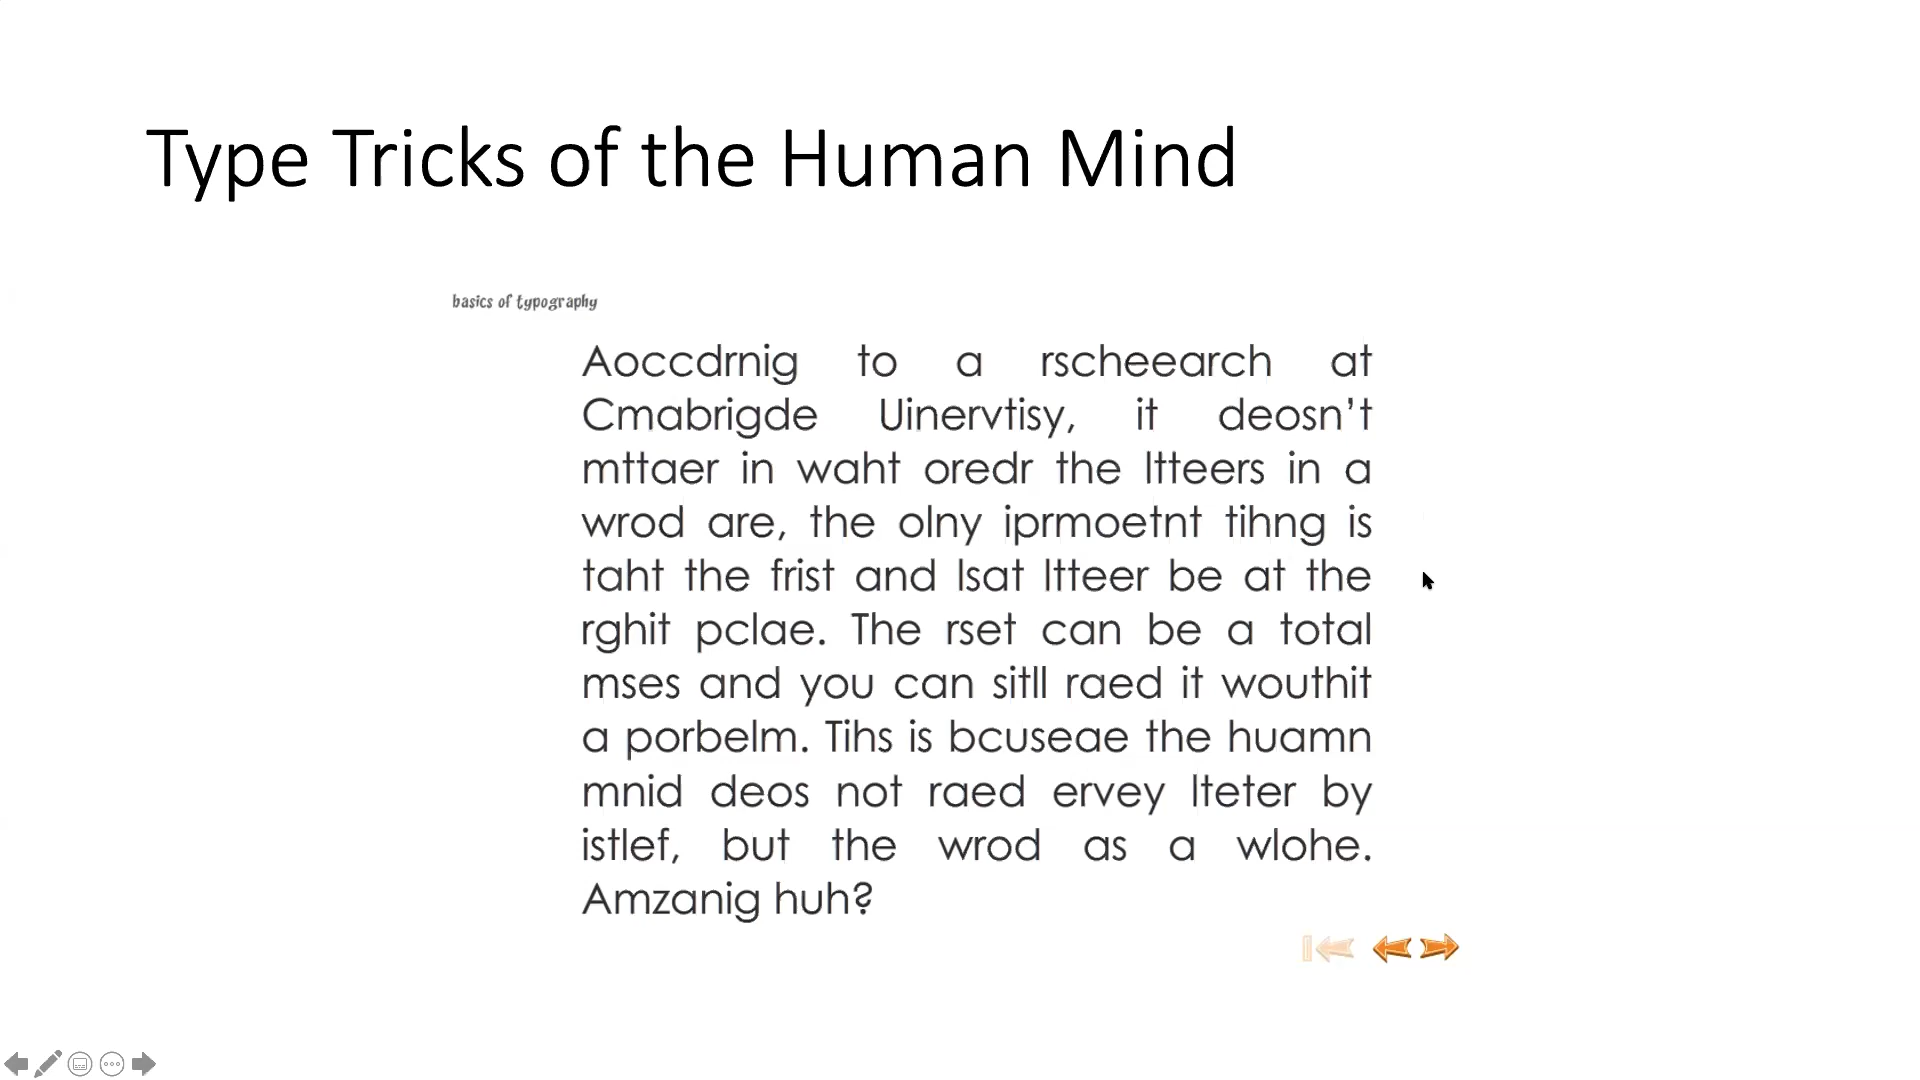 Type Tricks of the Human Mind
basics of typography
Aoccdrnig to a rscheearch at
Cmabrigde Uinervtisy, it deosn’t
mttaer in waht oredr the ltteers in a
wrod are, the olny iprmoetnt tihng is
taht the frist and lsat ltteer be at the
rghit pclae. The rset can be a total
mses and you can sitll raed it wouthit
a porbelm. Tihs is bcuseae the huamn
mnid deos not raed ervey lteter by
istlef, but the wrod as a wlohe.
Amzanig huh?